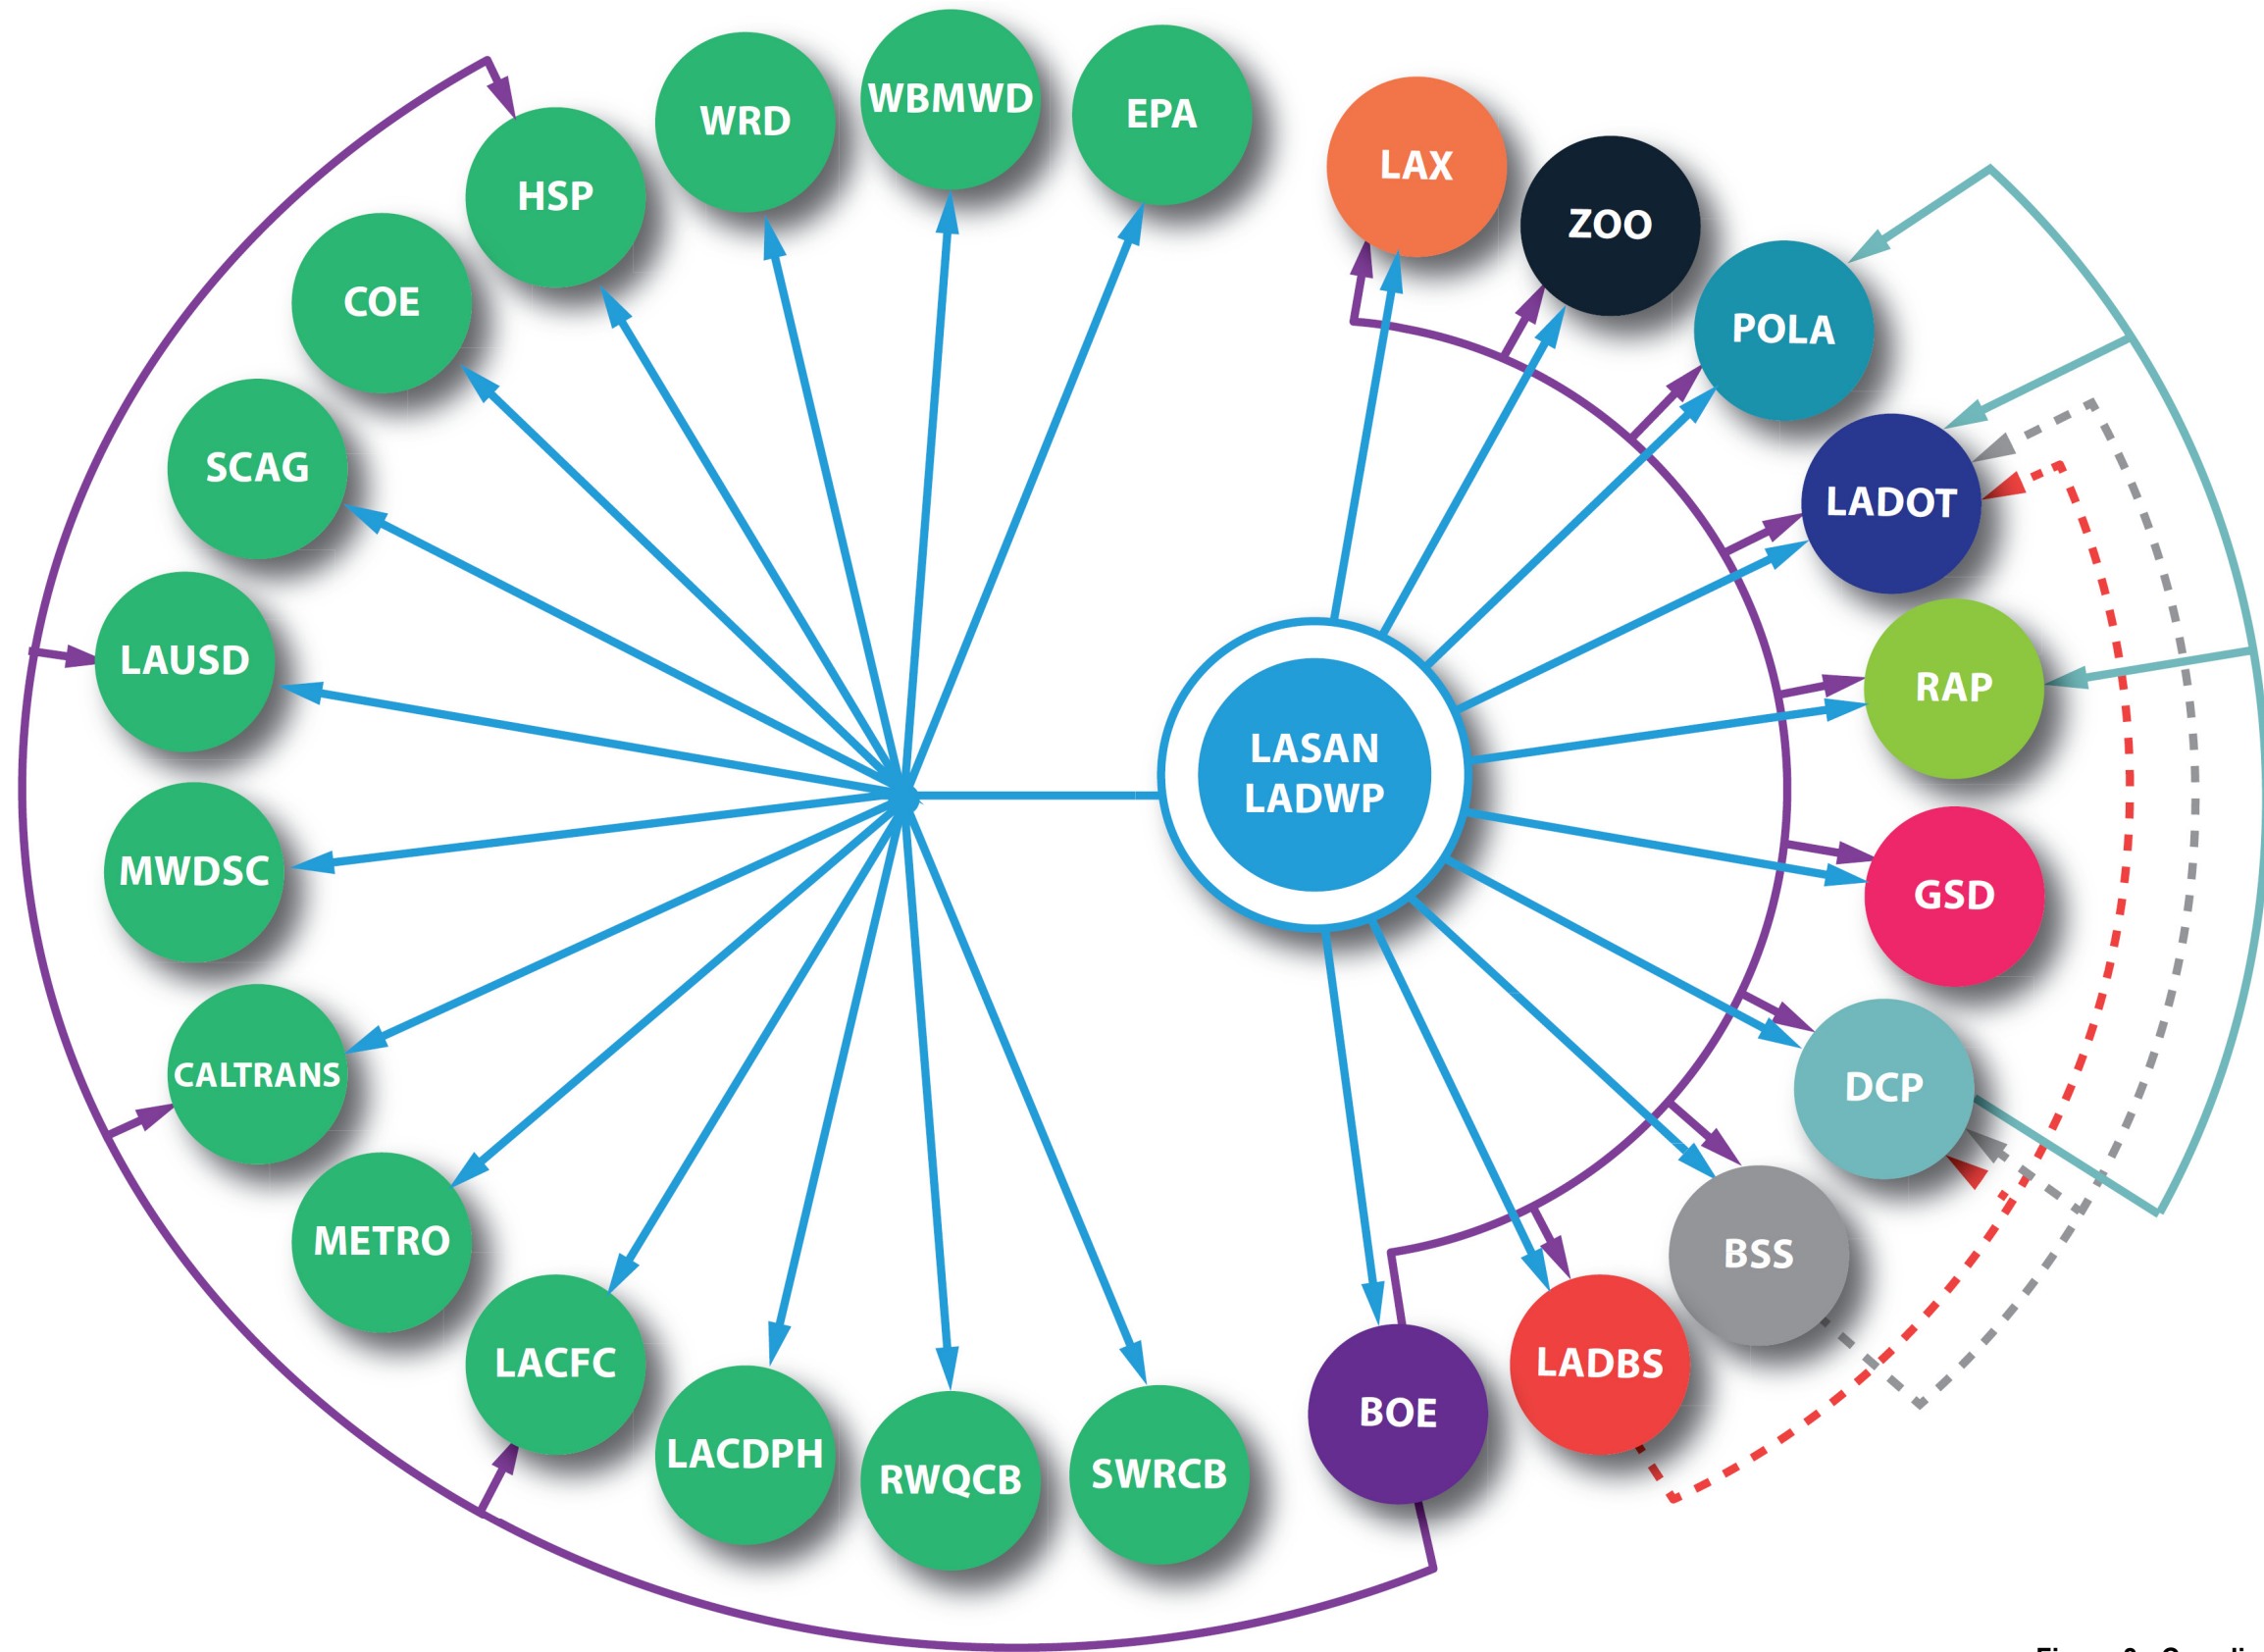 WBMWD
EPA
WRD
LAX
HSP
ZOO
COE
POLA
SCAG
LADOT
LAUSD
RAP
LASAN
LADWP
MWDSC
GSD
CALTRANS
DCP
METRO
BSS
LACFC
LADBS
BOE
LACDPH
RWQCB
SWRCB